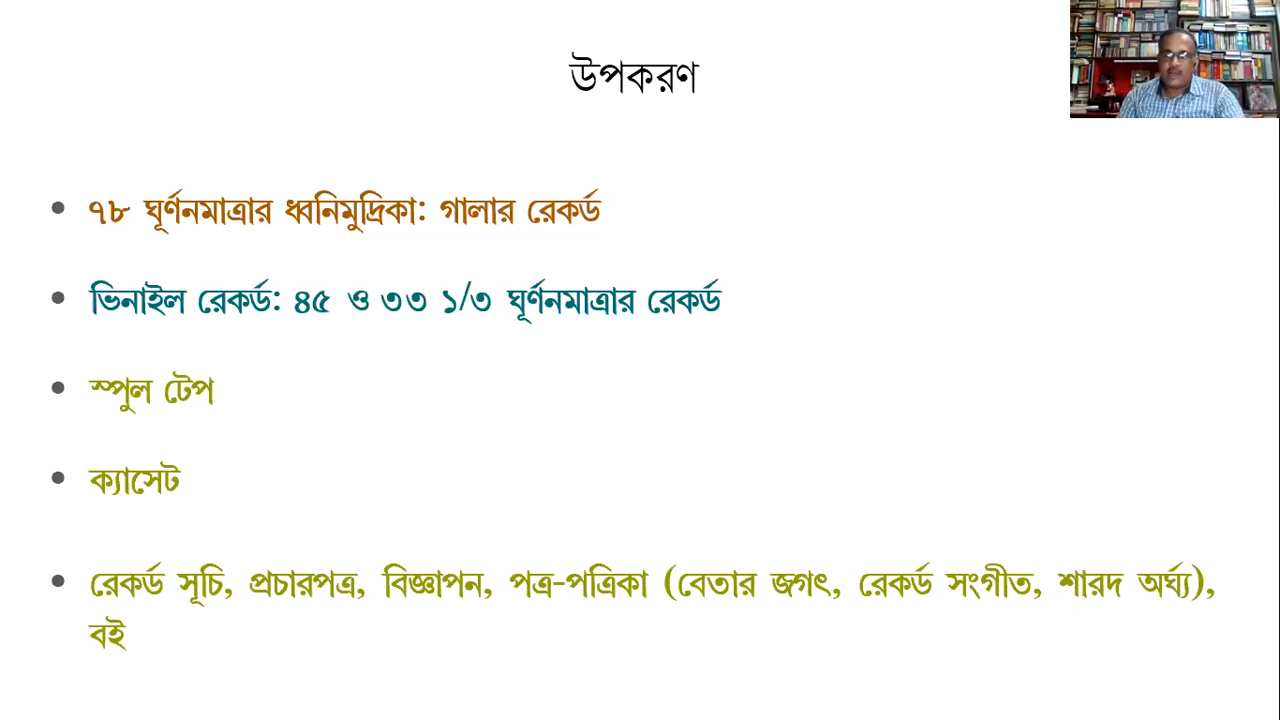 উপকরণ
৭৮ ঘূর্ণনমাত্রার ধ্বনিমুদ্রিকা: গালার রেকর্ড
ভিনাইল রেকর্ড: ৪৫ ও ৩৩ ১/৩ ঘূর্ণনমাত্রার রেকর্ড
স্পুল টেপ
ক্যাসেট
রেকর্ড সূচি, প্রচারপত্র, বিজ্ঞাপন, পত্র-পত্রিকা (বেতার জগৎ, রেকর্ড সংগীত, শারদ অর্ঘ্য),
বই